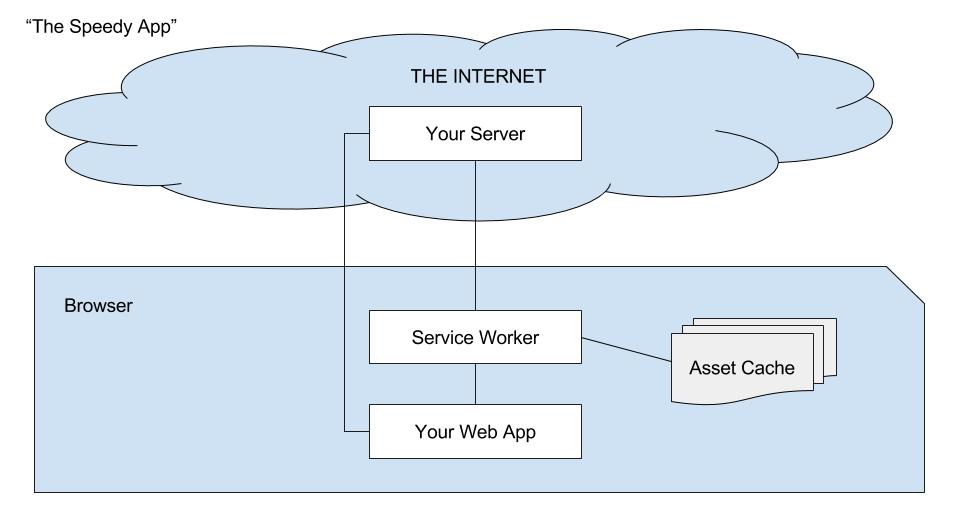 “The Speedy App”
THE INTERNET
Your Server
Browser
Service Worker
Asset Cache
Your Web App